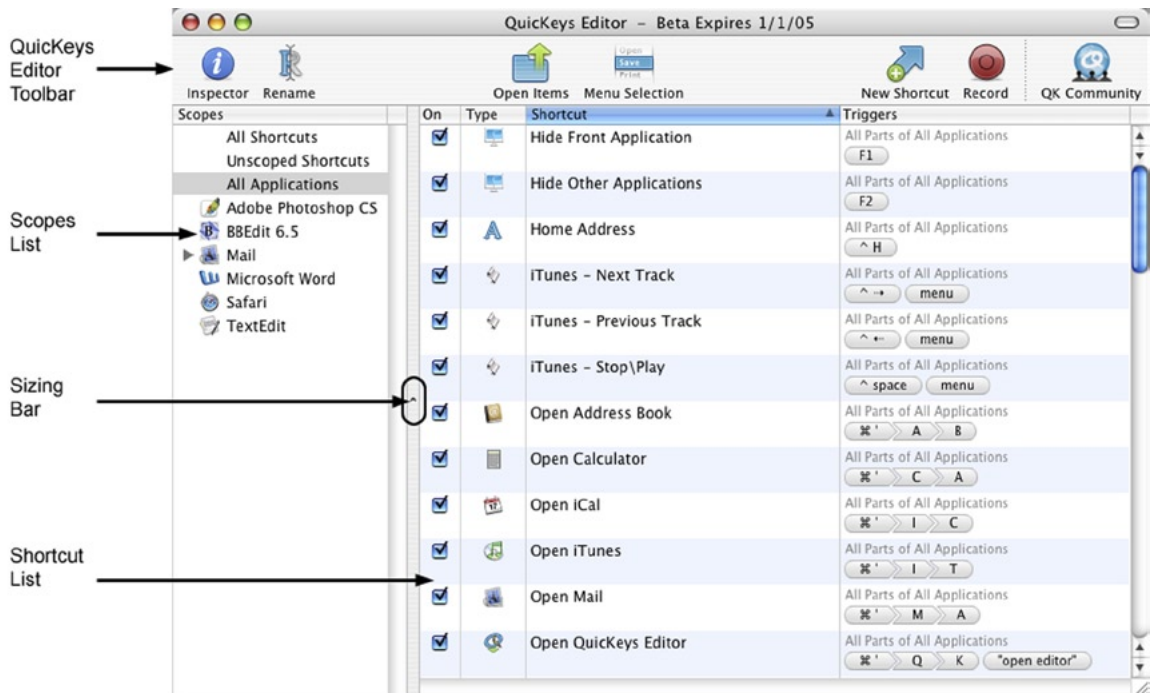 QuicKeys Editor – Beta Expires 1/1/05
QuicKeys
Editor
Toolbar
Inspector Rename Open Items Menu Selection New Shortcut Record QK Community
Open
Save
Print
Scopes On Type Shortcut Triggers
All Shortcuts
Unscoped Shortcuts
All Applications
Adobe Photoshop CS
BBEdit 6.5
Mail
Microsoft Word
Safari
TextEdit
Scopes
List
Sizing
Bar
Shortcut
List
Hide Front Application All Parts of All Applications
F1
Hide Other Applications All Parts of All Applications
F2
Home Address All Parts of All Applications
^ H
iTunes – Next Track All Parts of All Applications
^ ⇢ menu
iTunes – Previous Track All Parts of All Applications
^ ⇠ menu
iTunes – Stop\Play All Parts of All Applications
^ space menu
Open Address Book All Parts of All Applications
⌘ ' A B
Open Calculator All Parts of All Applications
⌘ ' C A
Open iCal All Parts of All Applications
17
⌘ ' I C
Open iTunes All Parts of All Applications
⌘ ' I T
Open Mail All Parts of All Applications
⌘ ' M A
Open QuicKeys Editor All Parts of All Applications
⌘ ' Q K "open editor"